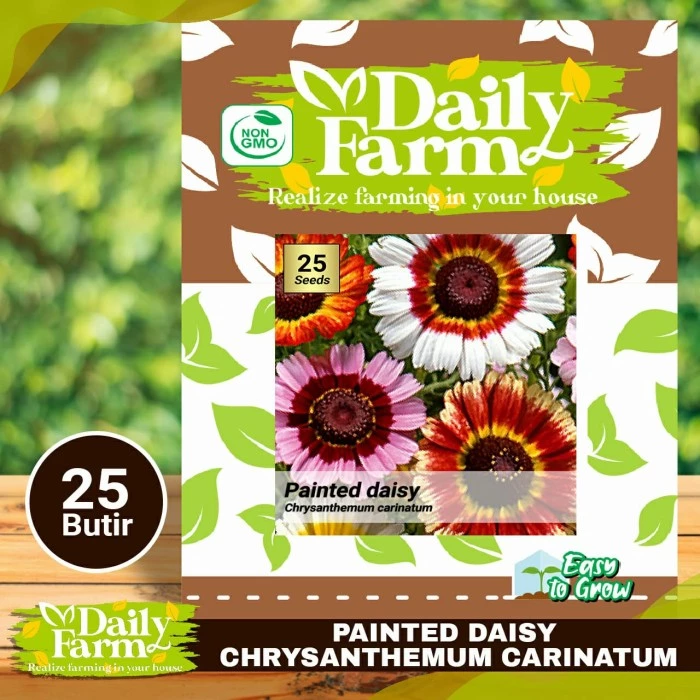 Daily
Farm
NON
GMO
Realize farming in your house
25
Seeds
Painted daisy
Chrysanthemum carinatum
25
Butir
Easy
to Grow
Daily
Farm
Realize farming in your house
PAINTED DAISY
CHRYSANTHEMUM CARINATUM